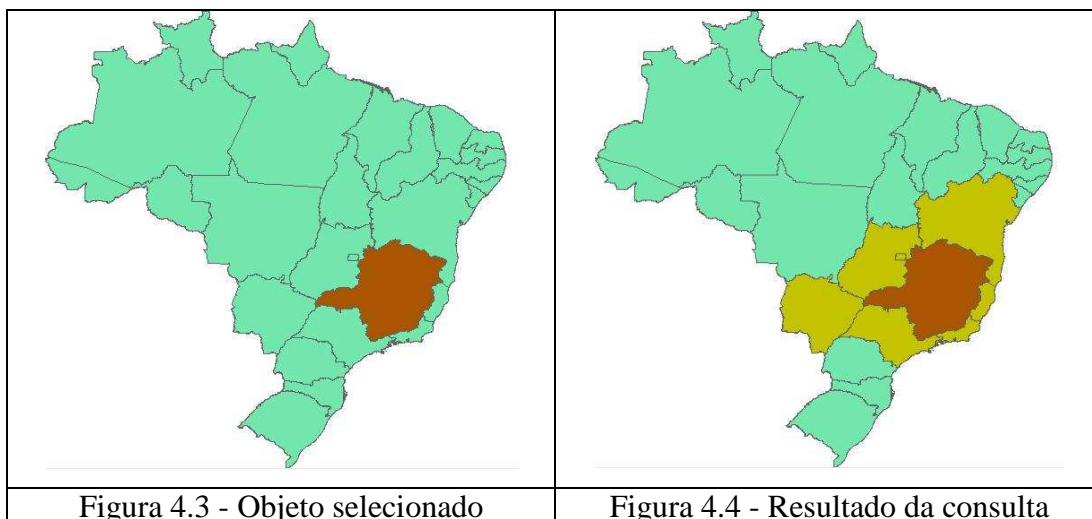 Figura 4.3 - Objeto selecionado
Figura 4.4 - Resultado da consulta